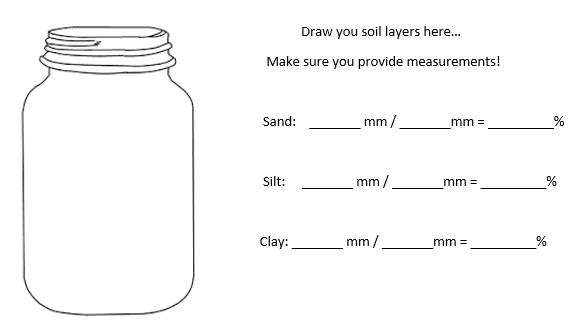 Draw you soil layers here...
Make sure you provide measurements!
Sand: _______ mm / _______mm = _________%
Silt: _______ mm / _______mm = _________%
Clay: _______ mm / _______mm = _________%